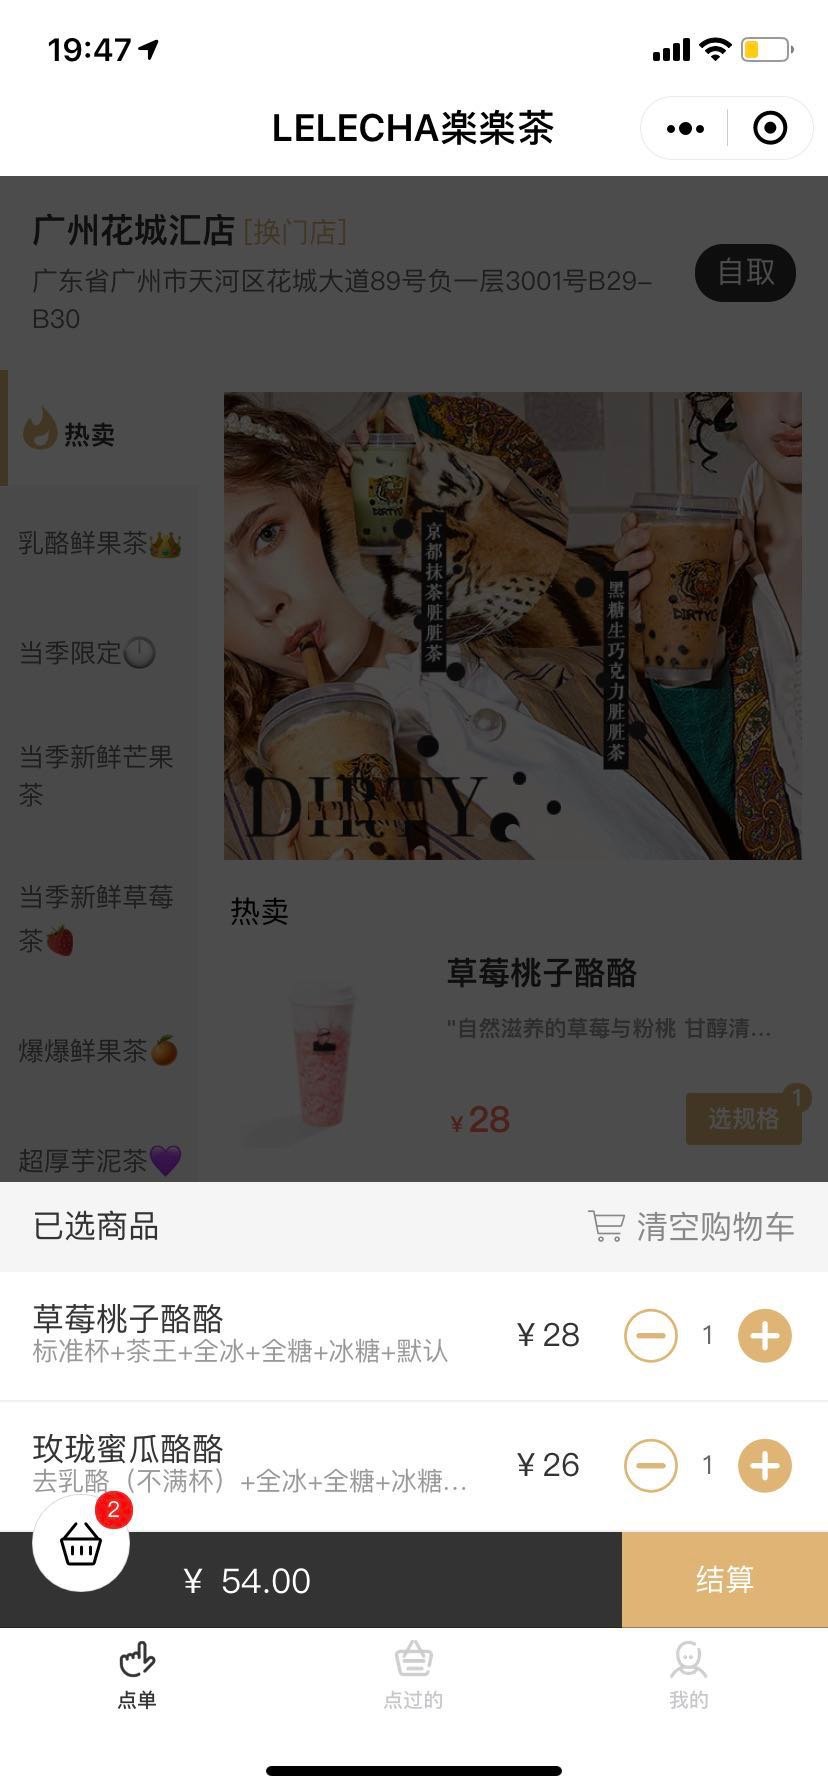 19:47
LELECHA楽楽茶
广州花城汇店 [换门店]
广东省广州市天河区花城大道89号负一层3001号B29-
B30
自取
热卖
乳酪鲜果茶👑
当季限定🕛
当季新鲜芒果
茶
当季新鲜草莓
茶🍓
爆爆鲜果茶🍊
超厚芋泥茶💜
DIRTY
京都抹茶脏脏茶
DIRTY
黑糖生巧克力脏脏茶
DIRTY
热卖
草莓桃子酪酪
"自然滋养的草莓与粉桃 甘醇清...
¥28
选规格
1
已选商品
清空购物车
草莓桃子酪酪
标准杯+茶王+全冰+全糖+冰糖+默认
¥28
1
玫珑蜜瓜酪酪
去乳酪（不满杯）+全冰+全糖+冰糖...
¥26
1
2
¥ 54.00
结算
点单
点过的
我的